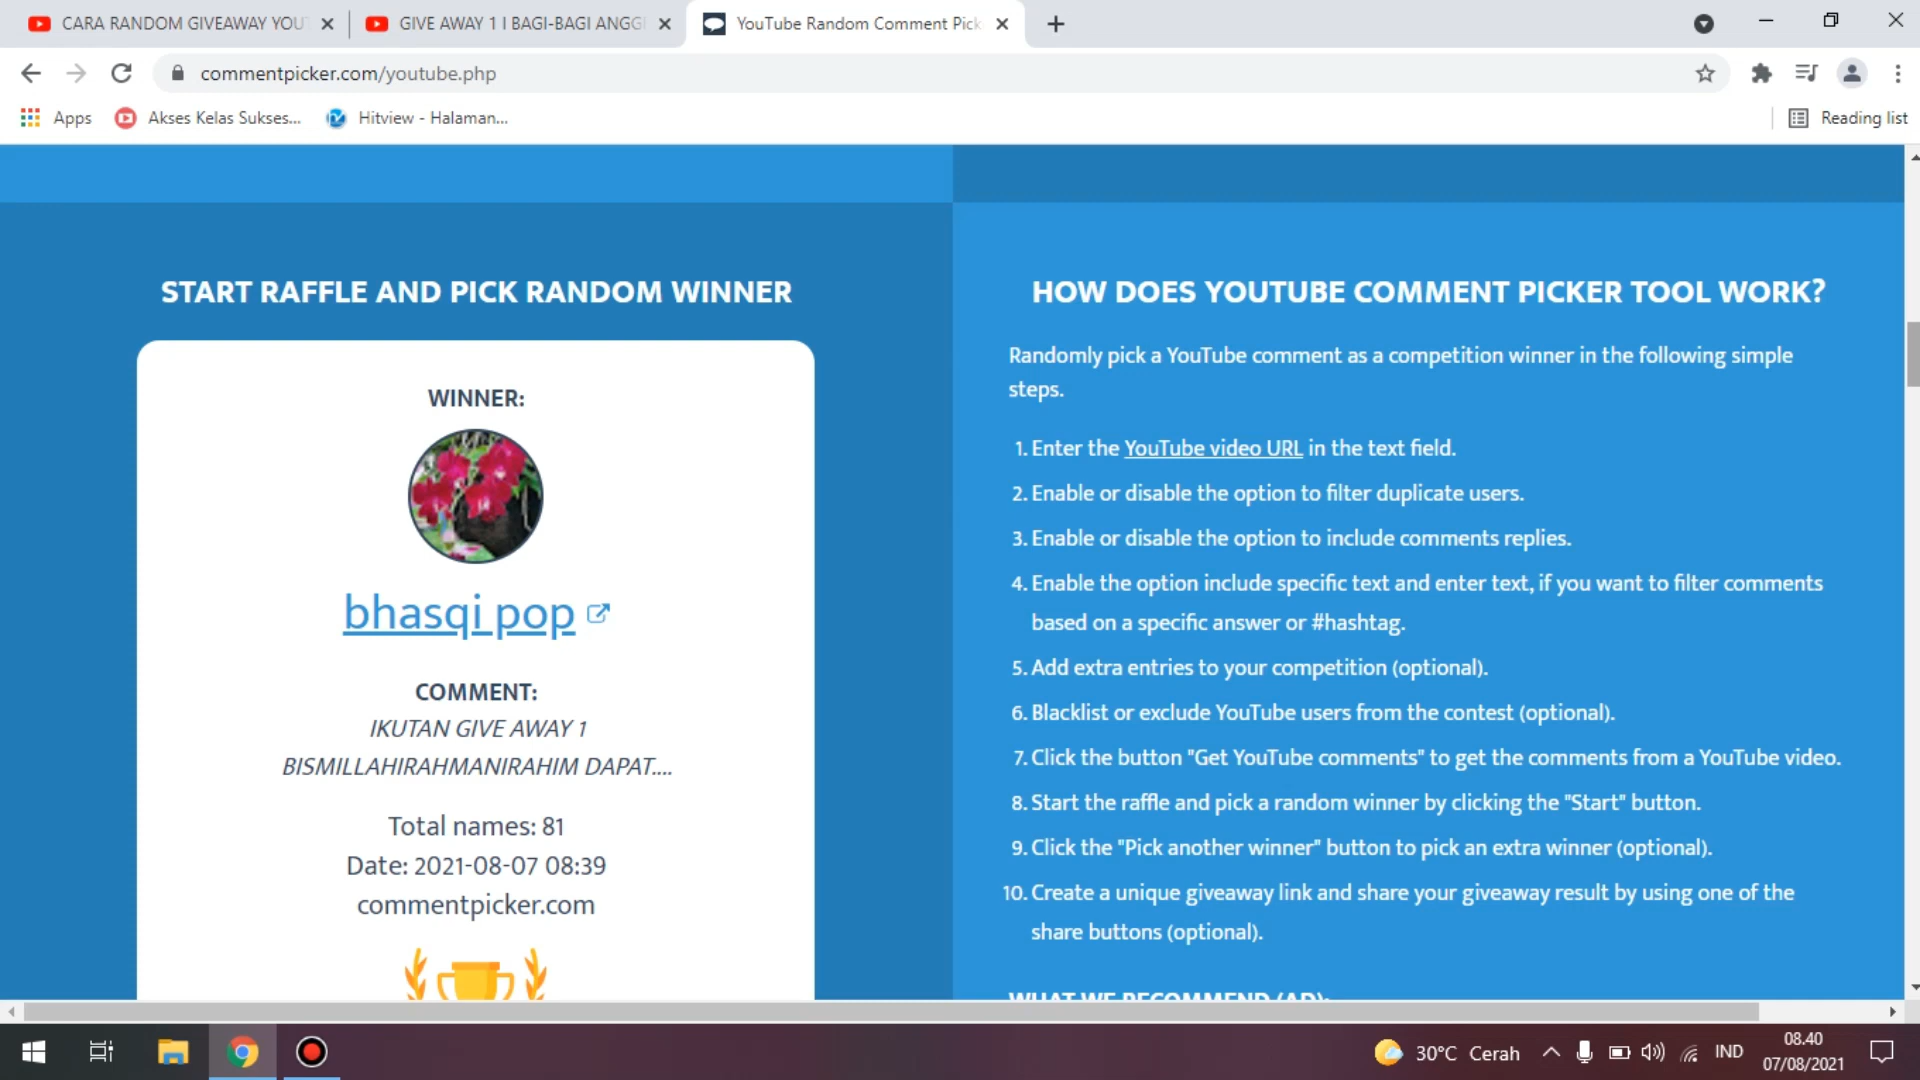 CARA RANDOM GIVEAWAY YOU
GIVE AWAY 1 I BAGI-BAGI ANGG
YouTube Random Comment Pick
commentpicker.com/youtube.php
Apps
Akses Kelas Sukses...
Hitview - Halaman...
Reading list
START RAFFLE AND PICK RANDOM WINNER
WINNER:
bhasqi pop
COMMENT:
IKUTAN GIVE AWAY 1
BISMILLAHIRAHMANIRAHIM DAPAT....
Total names: 81
Date: 2021-08-07 08:39
commentpicker.com
HOW DOES YOUTUBE COMMENT PICKER TOOL WORK?
Randomly pick a YouTube comment as a competition winner in the following simple
steps.
1. Enter the YouTube video URL in the text field.
2. Enable or disable the option to filter duplicate users.
3. Enable or disable the option to include comments replies.
4. Enable the option include specific text and enter text, if you want to filter comments
based on a specific answer or #hashtag.
5. Add extra entries to your competition (optional).
6. Blacklist or exclude YouTube users from the contest (optional).
7. Click the button "Get YouTube comments" to get the comments from a YouTube video.
8. Start the raffle and pick a random winner by clicking the "Start" button.
9. Click the "Pick another winner" button to pick an extra winner (optional).
10. Create a unique giveaway link and share your giveaway result by using one of the
share buttons (optional).
WHAT WE RECOMMEND (AD):
30°C Cerah
IND
08.40
07/08/2021